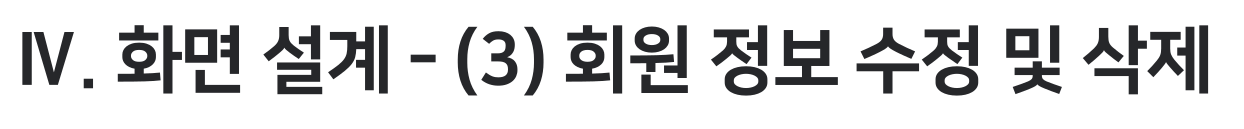 Ⅳ. 화면 설계 - (3) 회원 정보 수정 및 삭제